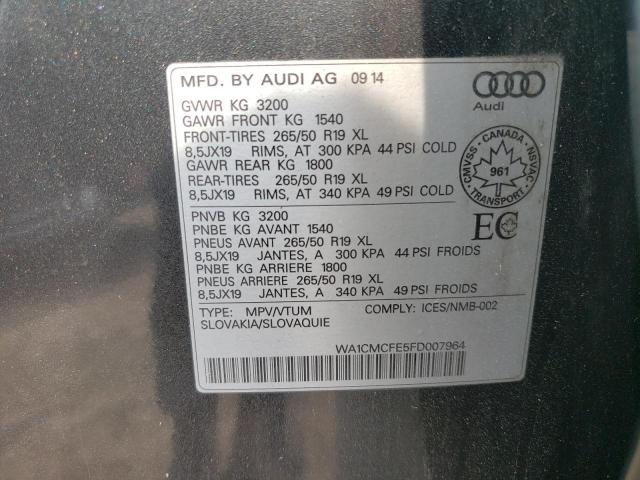 MFD. BY AUDI AG 09 14
Audi
GVWR KG 3200
GAWR FRONT KG 1540
FRONT-TIRES 265/50 R19 XL
8,5JX19 RIMS, AT 300 KPA 44 PSI COLD
GAWR REAR KG 1800
REAR-TIRES 265/50 R19 XL
8,5JX19 RIMS, AT 340 KPA 49 PSI COLD
CMVSS - CANADA - NSVAC
961
TRANSPORT
PNVB KG 3200
PNBE KG AVANT 1540
PNEUS AVANT 265/50 R19 XL
8,5JX19 JANTES, A 300 KPA 44 PSI FROIDS
PNBE KG ARRIERE 1800
PNEUS ARRIERE 265/50 R19 XL
8,5JX19 JANTES, A 340 KPA 49 PSI FROIDS
EC
TYPE: MPV/VTUM COMPLY: ICES/NMB-002
SLOVAKIA/SLOVAQUIE
WA1CMCFE5FD007964